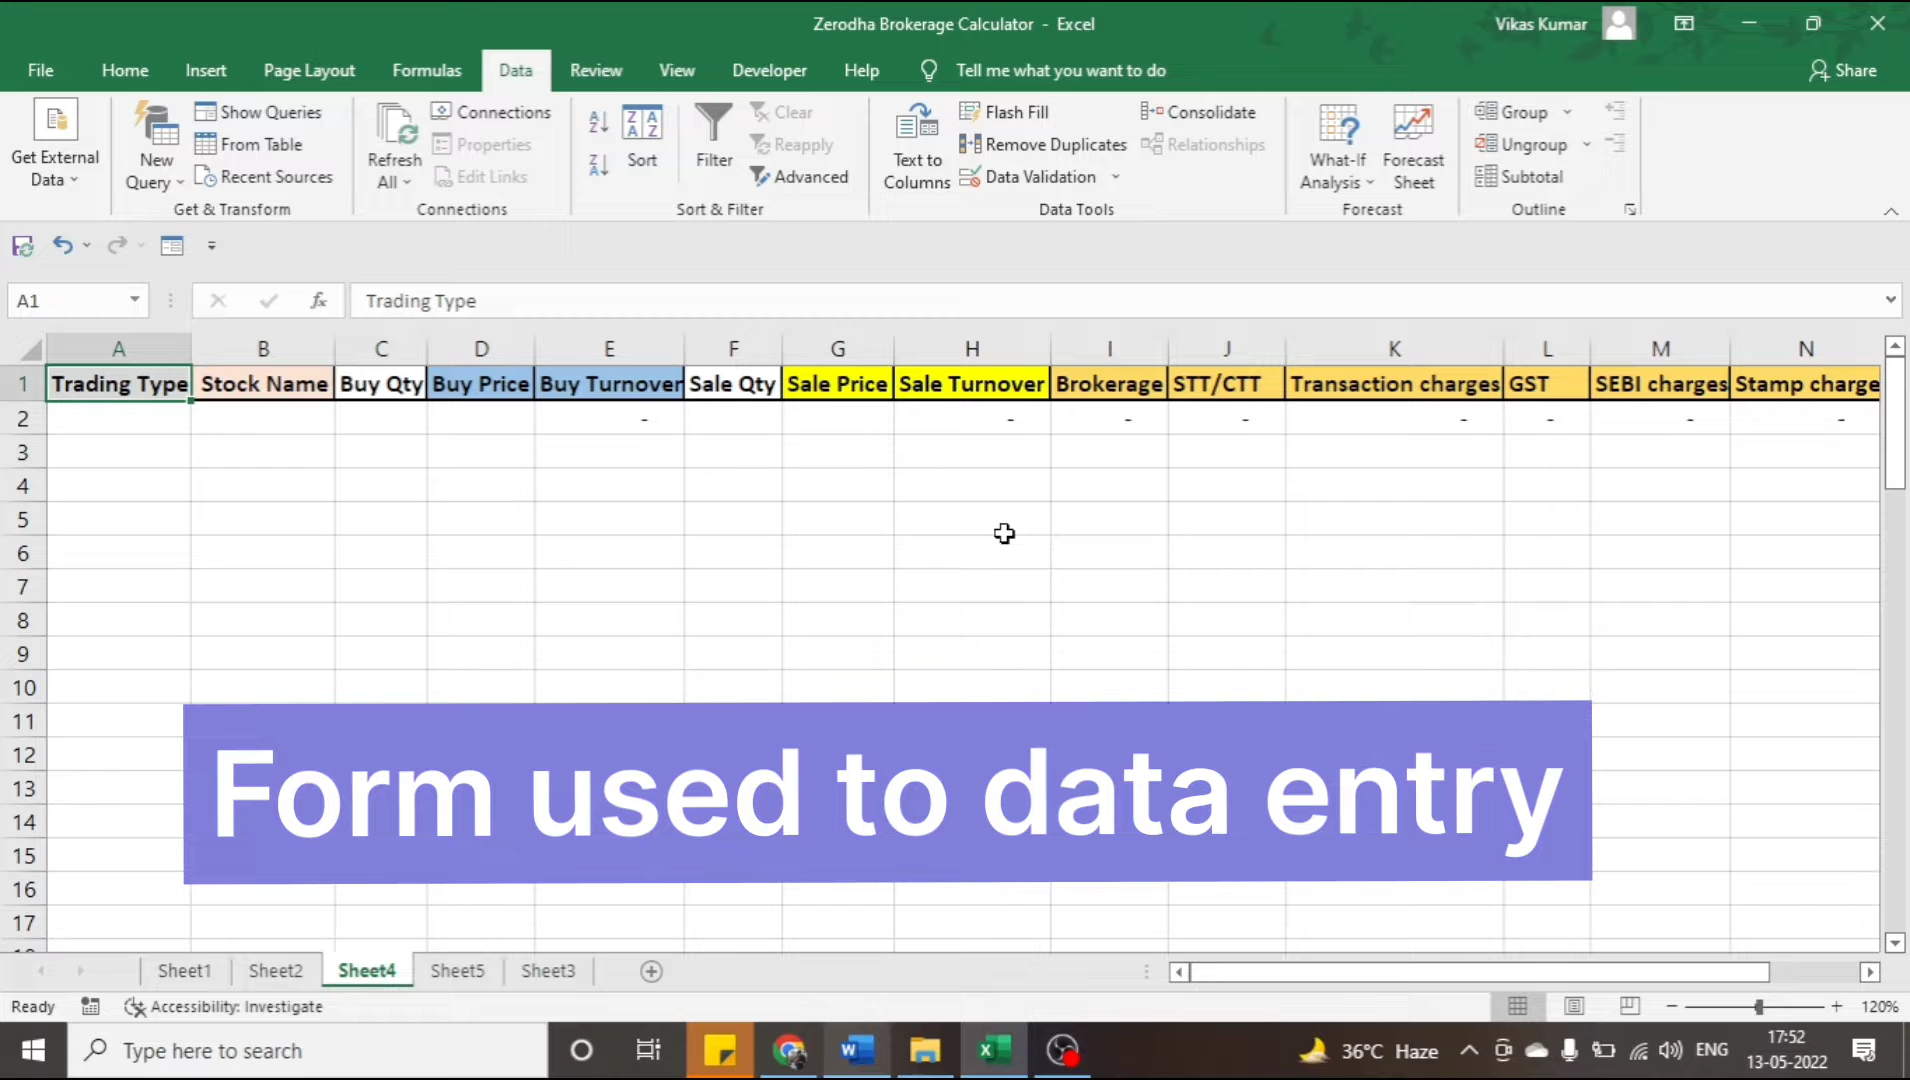 Zerodha Brokerage Calculator - Excel
Vikas Kumar
File Home Insert Page Layout Formulas Data Review View Developer Help Tell me what you want to do Share
Get External Data
New Query
Show Queries
From Table
Recent Sources
Get & Transform
Refresh All
Connections
Properties
Edit Links
Connections
Sort
Filter
Clear
Reapply
Advanced
Sort & Filter
Text to Columns
Flash Fill
Remove Duplicates
Data Validation
Consolidate
Relationships
Data Tools
What-If Analysis
Forecast Sheet
Forecast
Group
Ungroup
Subtotal
Outline
A1 fx Trading Type
A B C D E F G H I J K L M N
1 Trading Type Stock Name Buy Qty Buy Price Buy Turnover Sale Qty Sale Price Sale Turnover Brokerage STT/CTT Transaction charges GST SEBI charges Stamp charge
2 - - - - - - - -
3
4
5
6
7
8
9
10
11
12
13
14
15
16
17
Form used to data entry
Sheet1 Sheet2 Sheet4 Sheet5 Sheet3
Ready Accessibility: Investigate 120%
Type here to search
36°C Haze ENG
17:52
13-05-2022